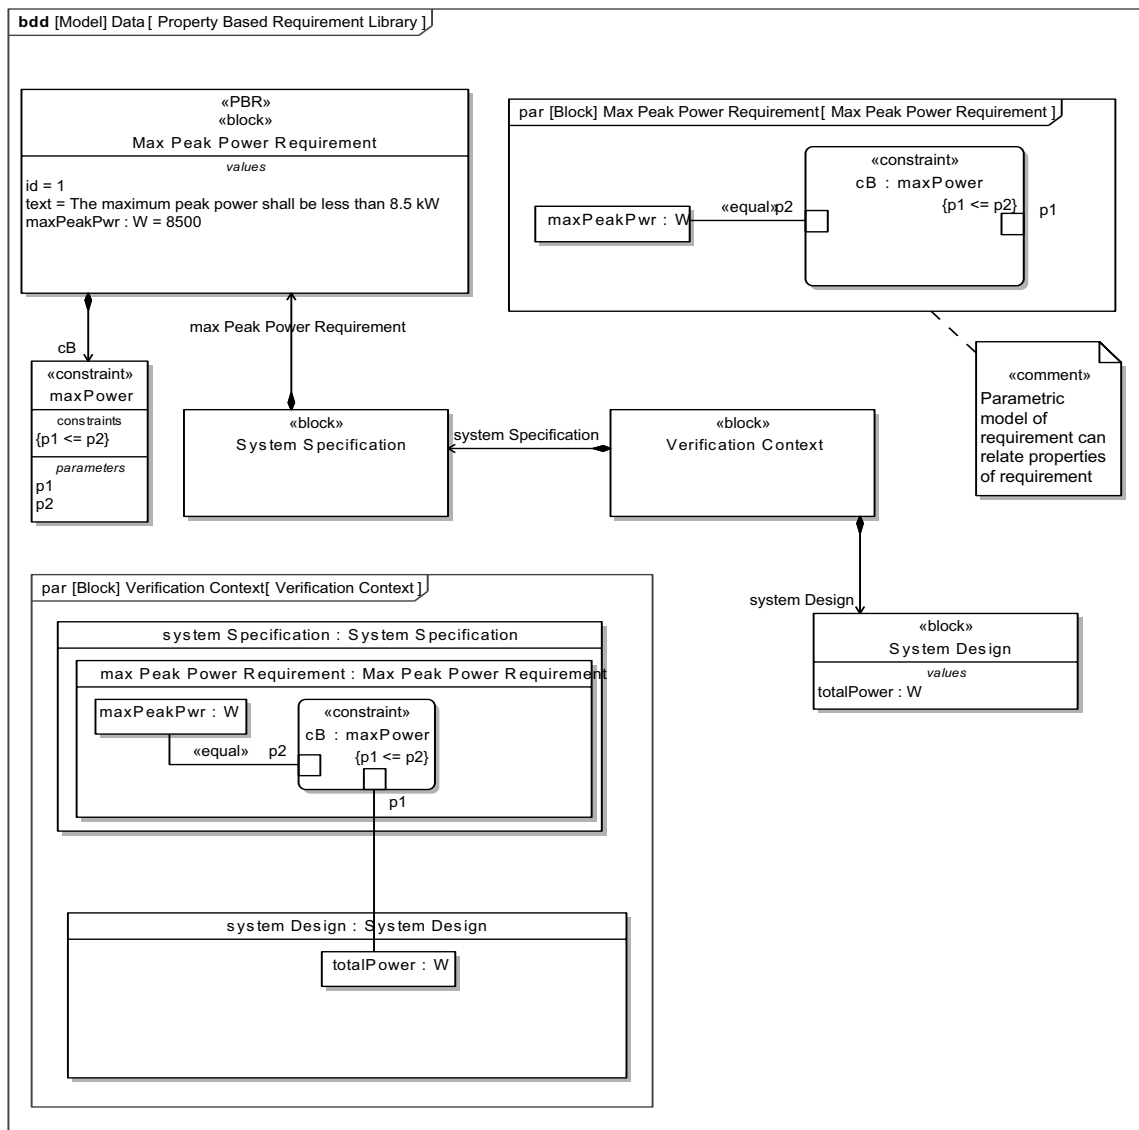 bdd [Model] Data [ Property Based Requirement Library ]
«PBR»
«block»
Max Peak Power Requirement
values
id = 1
text = The maximum peak power shall be less than 8.5 kW
maxPeakPwr : W = 8500
par [Block] Max Peak Power Requirement[ Max Peak Power Requirement ]
«constraint»
cB : maxPower
{p1 <= p2}
p1
«equal»
p2
maxPeakPwr : W
max Peak Power Requirement
cB
«constraint»
maxPower
constraints
{p1 <= p2}
parameters
p1
p2
«block»
System Specification
system Specification
«block»
Verification Context
«comment»
Parametric
model of
requirement can
relate properties
of requirement
system Design
«block»
System Design
values
totalPower : W
par [Block] Verification Context[ Verification Context ]
system Specification : System Specification
max Peak Power Requirement : Max Peak Power Requirement
maxPeakPwr : W
«equal»
p2
«constraint»
cB : maxPower
{p1 <= p2}
p1
system Design : System Design
totalPower : W